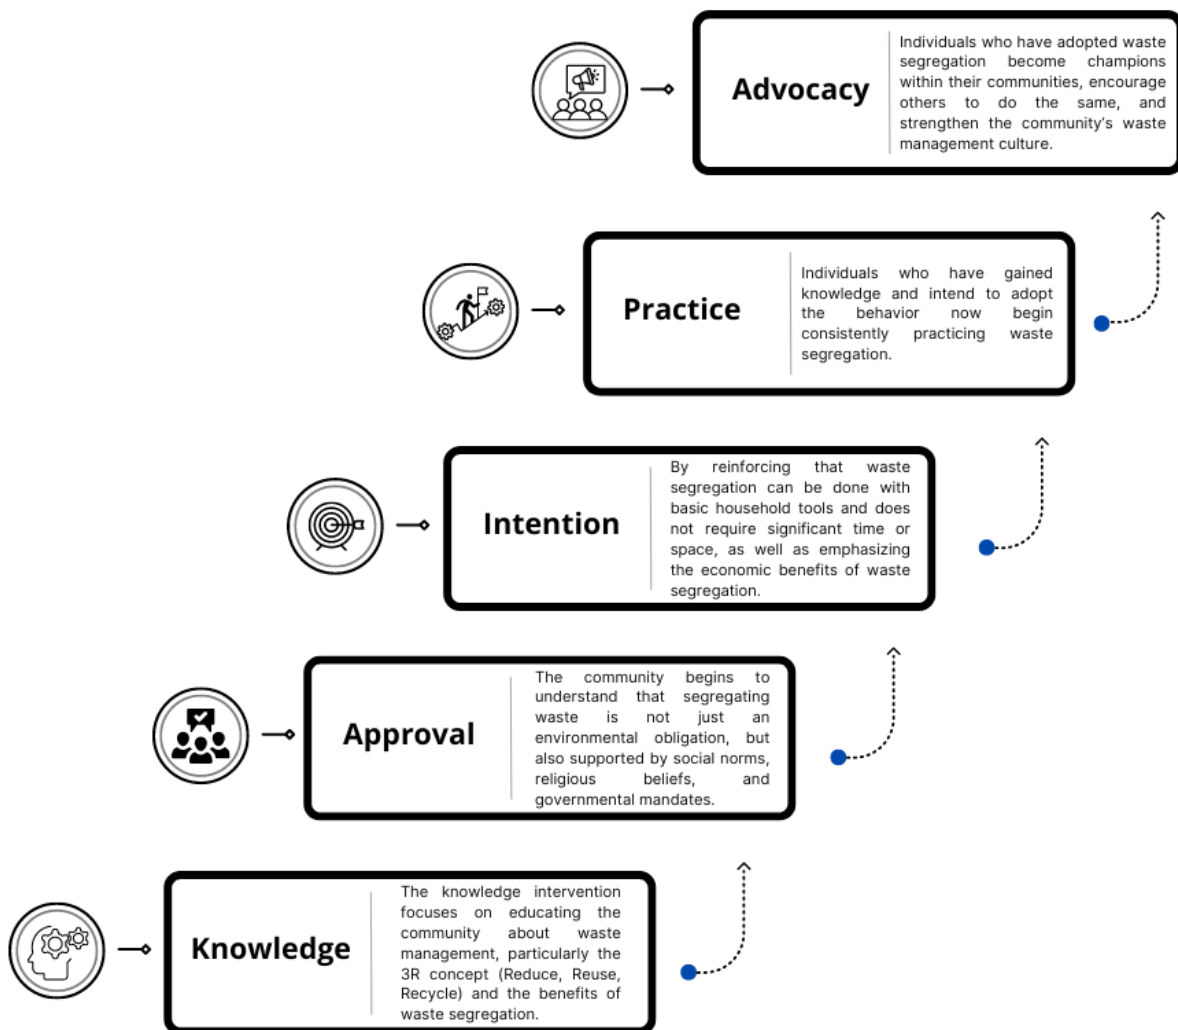 Advocacy
Individuals who have adopted waste
segregation become champions
within their communities, encourage
others to do the same, and
strengthen the community's waste
management culture.
Practice
Individuals who have gained
knowledge and intend to adopt
the behavior now begin
consistently practicing waste
segregation.
Intention
By reinforcing that waste
segregation can be done with
basic household tools and does
not require significant time or
space, as well as emphasizing
the economic benefits of waste
segregation.
Approval
The community begins to
understand that segregating
waste is not just an
environmental obligation, but
also supported by social norms,
religious beliefs, and
governmental mandates.
Knowledge
The knowledge intervention
focuses on educating the
community about waste
management, particularly the
3R concept (Reduce, Reuse,
Recycle) and the benefits of
waste segregation.